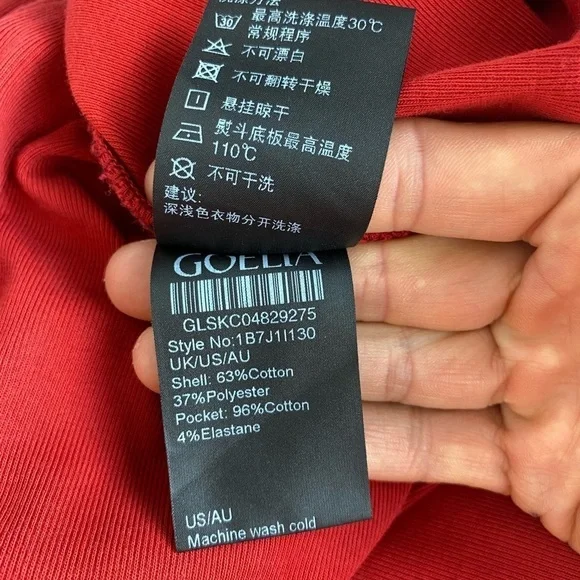 最高洗涤温度30℃
常规程序
不可漂白
不可翻转干燥
悬挂晾干
熨斗底板最高温度
110℃
不可干洗
建议:
深浅色衣物分开洗涤
GOELIA
GLSKC04829275
Style No:1B7J1I130
UK/US/AU
Shell: 63%Cotton
37%Polyester
Pocket: 96%Cotton
4%Elastane
US/AU
Machine wash cold